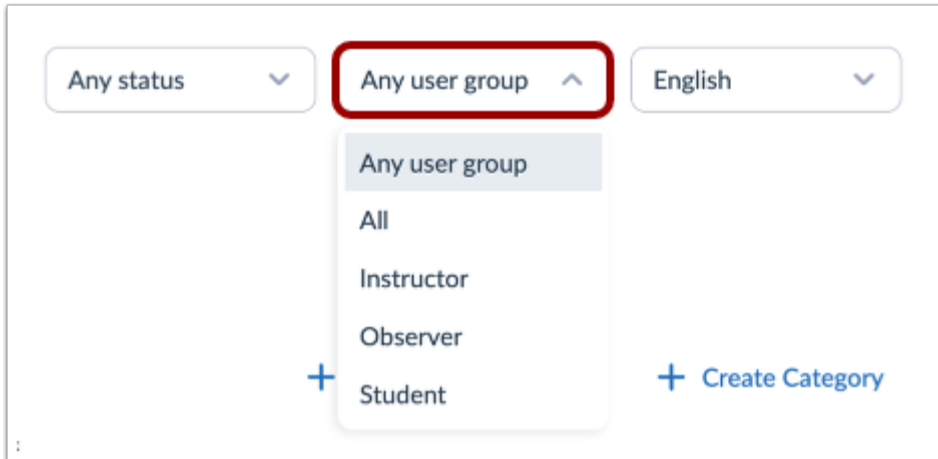 Any status
Any user group
English
Any user group
All
Instructor
Observer
Student
+
+ Create Category